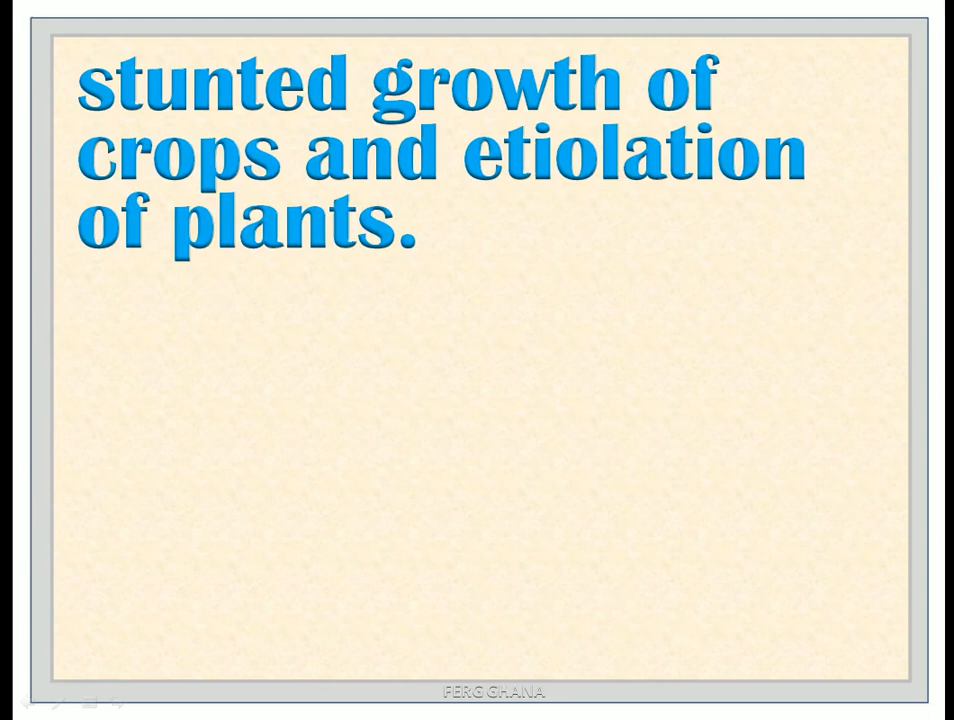 stunted growth of
crops and etiolation
of plants.
FERG GHANA